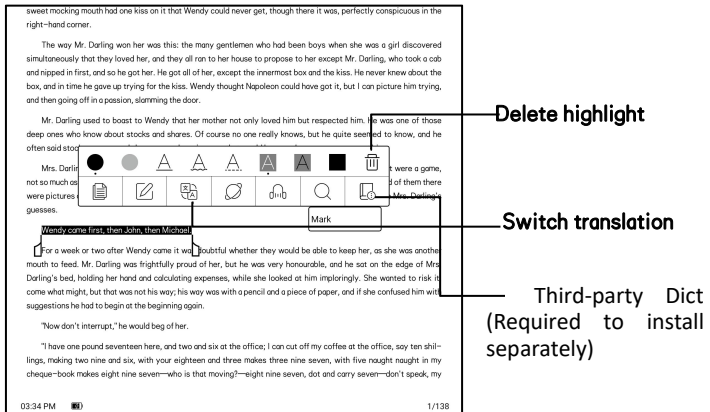 sweet mocking mouth had one kiss on it that Wendy could never get, though there it was, perfectly conspicuous in the
right-hand corner.
The way Mr. Darling won her was this: the many gentlemen who had been boys when she was a girl discovered
simultaneously that they loved her, and they all ran to her house to propose to her except Mr. Darling, who took a cab
and nipped in first, and so he got her. He got all of her, except the innermost box and the kiss. He never knew about the
box, and in time he gave up trying for the kiss. Wendy thought Napoleon could have got it, but I can picture him trying,
and then going off in a passion, slamming the door.
Mr. Darling used to boast to Wendy that her mother not only loved him but respected him. He was one of those
deep ones who know about stocks and shares. Of course no one really knows, but he quite seemed to know, and he
often said
Mrs. t were a game,
not so much as d of them there
were pictures Mrs. Darling's
guesses.
Mark
Wendy came first, then John, then Michael.
For a week or two after Wendy came it was doubtful whether they would be able to keep her, as she was another
mouth to feed. Mr. Darling was frightfully proud of her, but he was very honourable, and he sat on the edge of Mrs.
Darling's bed, holding her hand and calculating expenses, while she looked at him imploringly. She wanted to risk it,
come what might, but that was not his way; his way was with a pencil and a piece of paper, and if she confused him with
suggestions he had to begin at the beginning again.
"Now don't interrupt," he would beg of her.
"I have one pound seventeen here, and two and six at the office; I can cut off my coffee at the office, say ten shil-
lings, making two nine and six, with your eighteen and three makes three nine seven, with five naught naught in my
cheque-book makes eight nine seven—who is that moving?—eight nine seven, dot and carry seven—don't speak, my
03:34 PM 1/138
Delete highlight
Switch translation
Third-party Dict
(Required to install
separately)